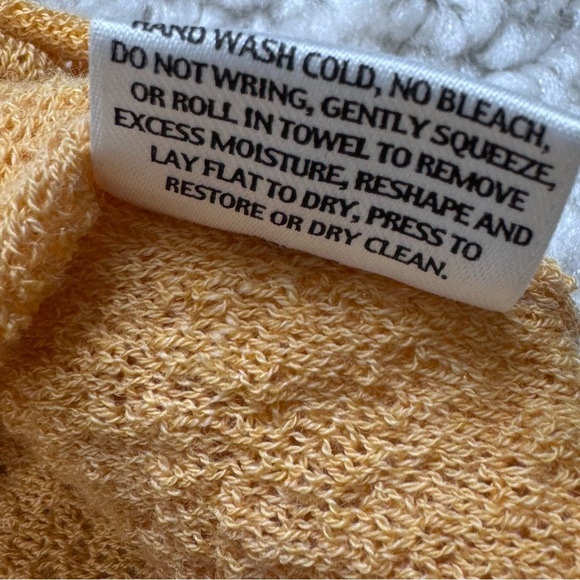 HAND WASH COLD, NO BLEACH,
DO NOT WRING, GENTLY SQUEEZE,
OR ROLL IN TOWEL TO REMOVE
EXCESS MOISTURE, RESHAPE AND
LAY FLAT TO DRY, PRESS TO
RESTORE OR DRY CLEAN.